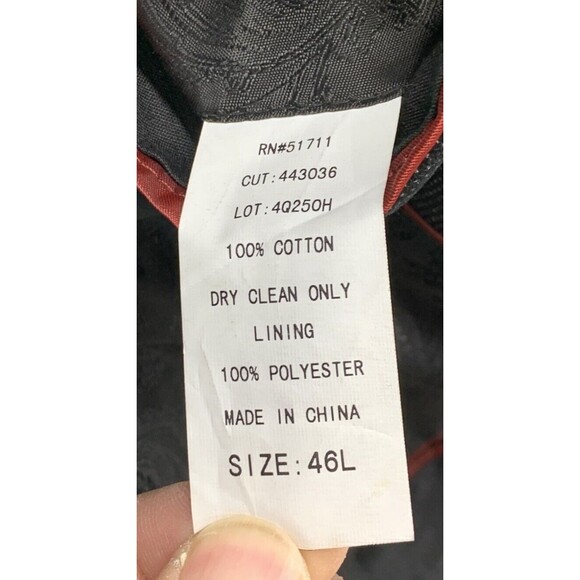 RN#51711
CUT:443036
LOT:4Q250H
100% COTTON
DRY CLEAN ONLY
LINING
100% POLYESTER
MADE IN CHINA
SIZE:46L